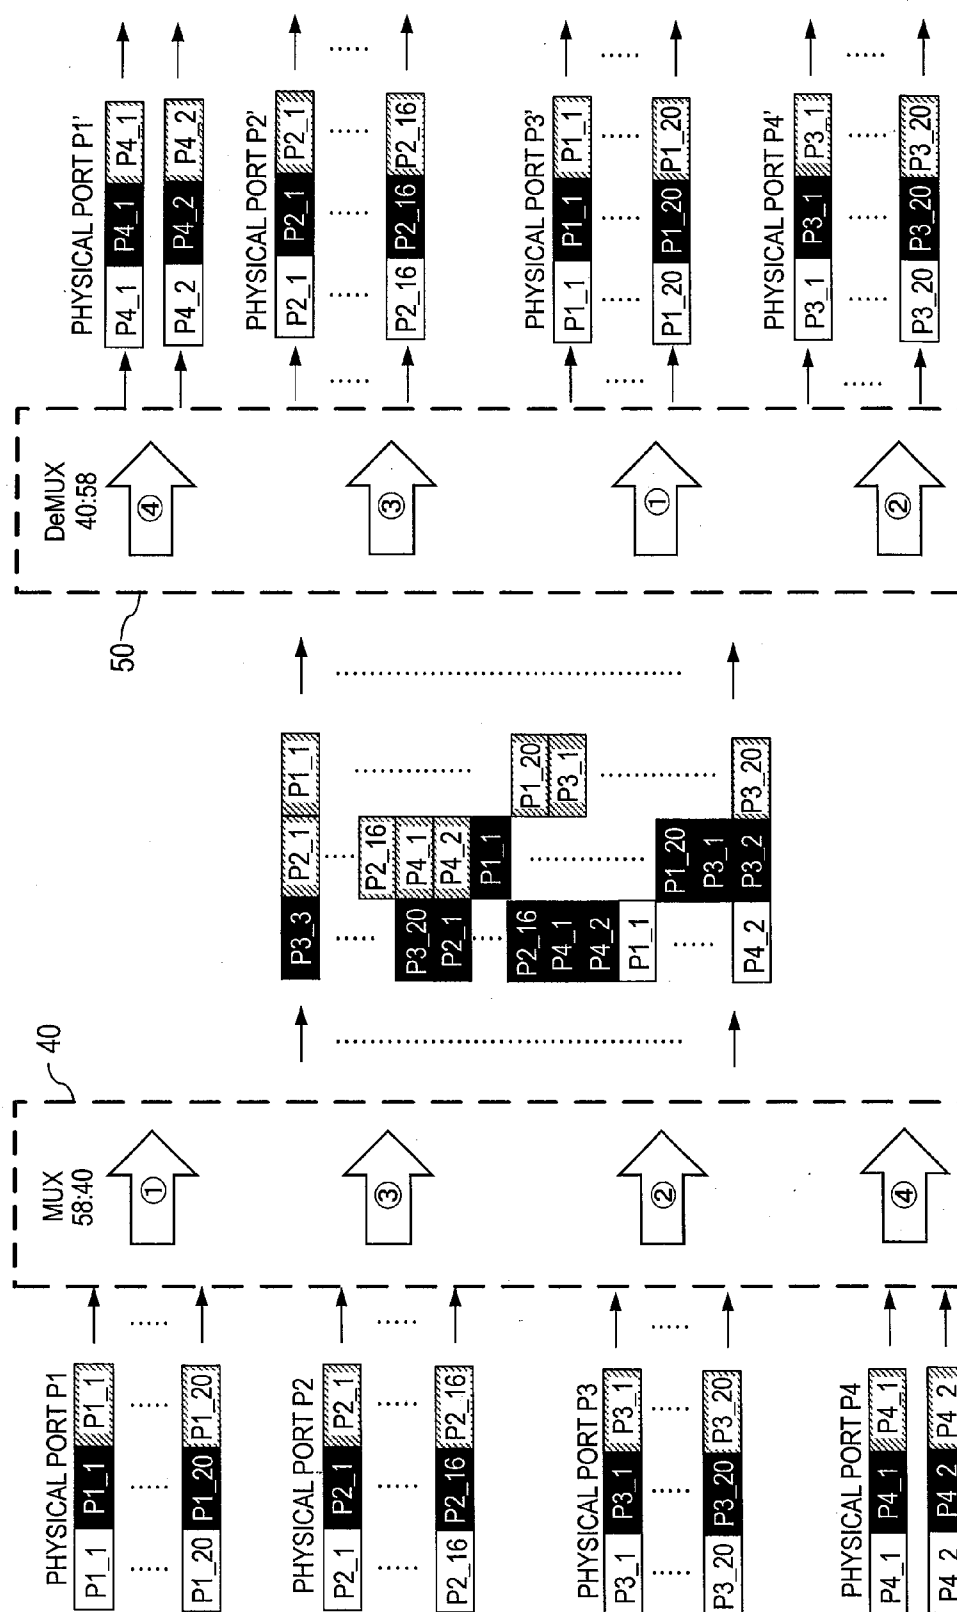 PHYSICAL PORT P1
P1_1 P1_1 P1_1
P1_20 P1_20 P1_20
PHYSICAL PORT P2
P2_1 P2_1 P2_1
P2_16 P2_16 P2_16
PHYSICAL PORT P3
P3_1 P3_1 P3_1
P3_20 P3_20 P3_20
PHYSICAL PORT P4
P4_1 P4_1 P4_1
P4_2 P4_2 P4_2
MUX
58:40
40
①
③
②
④
P3_3 P2_1 P1_1
P2_16
P3_20 P4_1
P2_1 P4_2
P1_1
P2_16 P1_20
P4_1 P3_1
P4_2
P1_1
P1_20
P3_1
P4_2 P3_2 P3_20
50
DeMUX
40:58
④
③
①
②
PHYSICAL PORT P1'
P4_1 P4_1 P4_1
P4_2 P4_2 P4_2
PHYSICAL PORT P2'
P2_1 P2_1 P2_1
P2_16 P2_16 P2_16
PHYSICAL PORT P3'
P1_1 P1_1 P1_1
P1_20 P1_20 P1_20
PHYSICAL PORT P4'
P3_1 P3_1 P3_1
P3_20 P3_20 P3_20